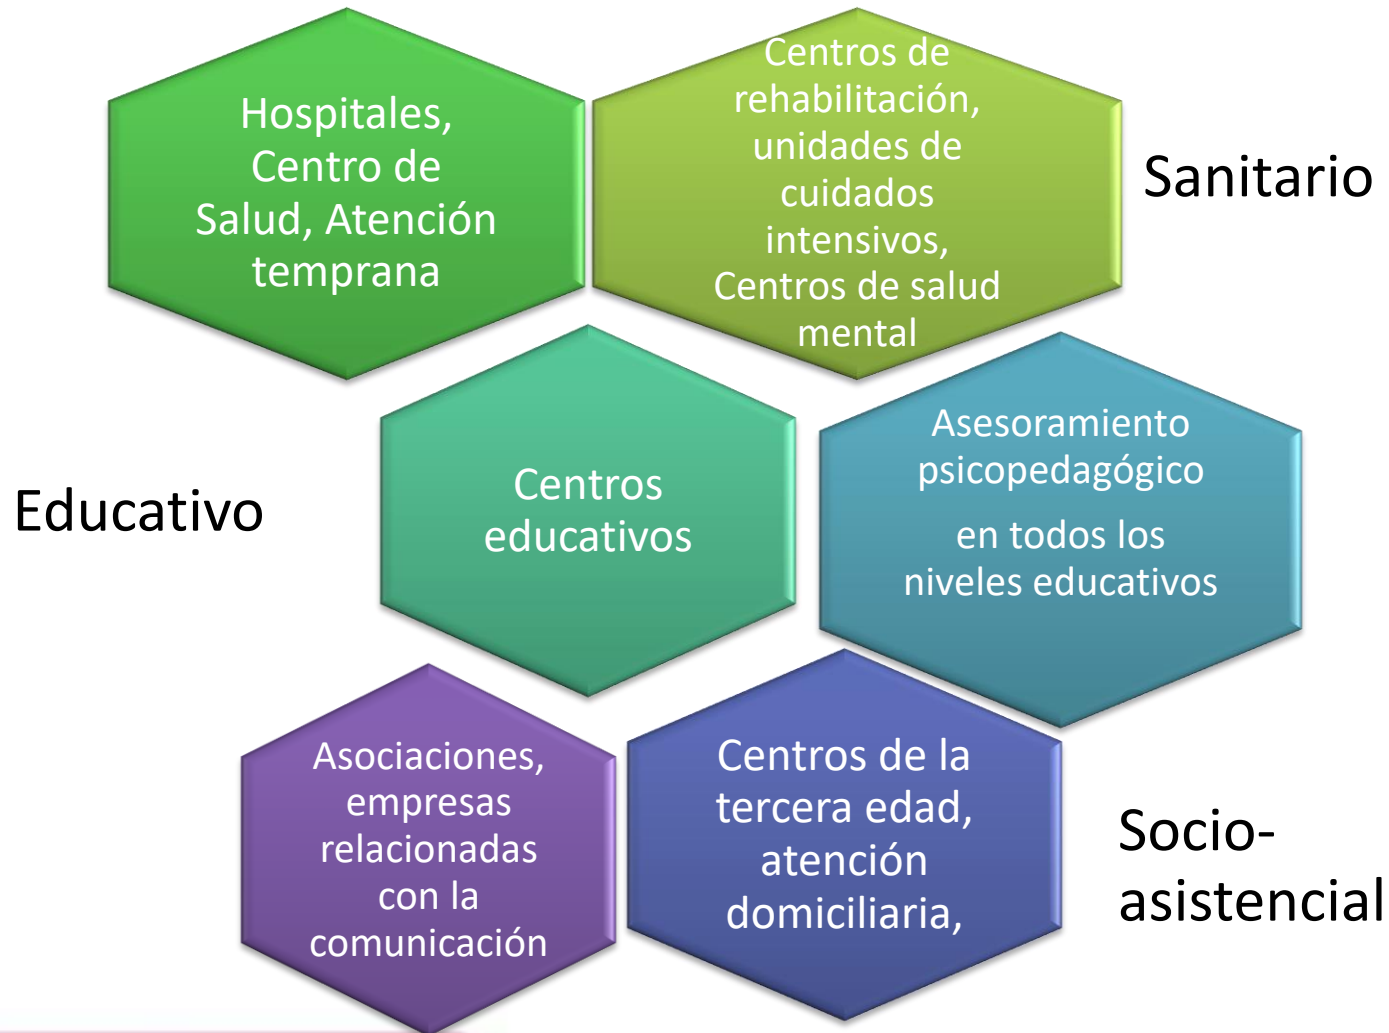 Hospitales,
Centro de
Salud, Atención
temprana
Centros de
rehabilitación,
unidades de
cuidados
intensivos,
Centros de salud
mental
Sanitario
Educativo
Centros
educativos
Asesoramiento
psicopedagógico
en todos los
niveles educativos
Asociaciones,
empresas
relacionadas
con la
comunicación
Centros de la
tercera edad,
atención
domiciliaria,
Socio-
asistencial